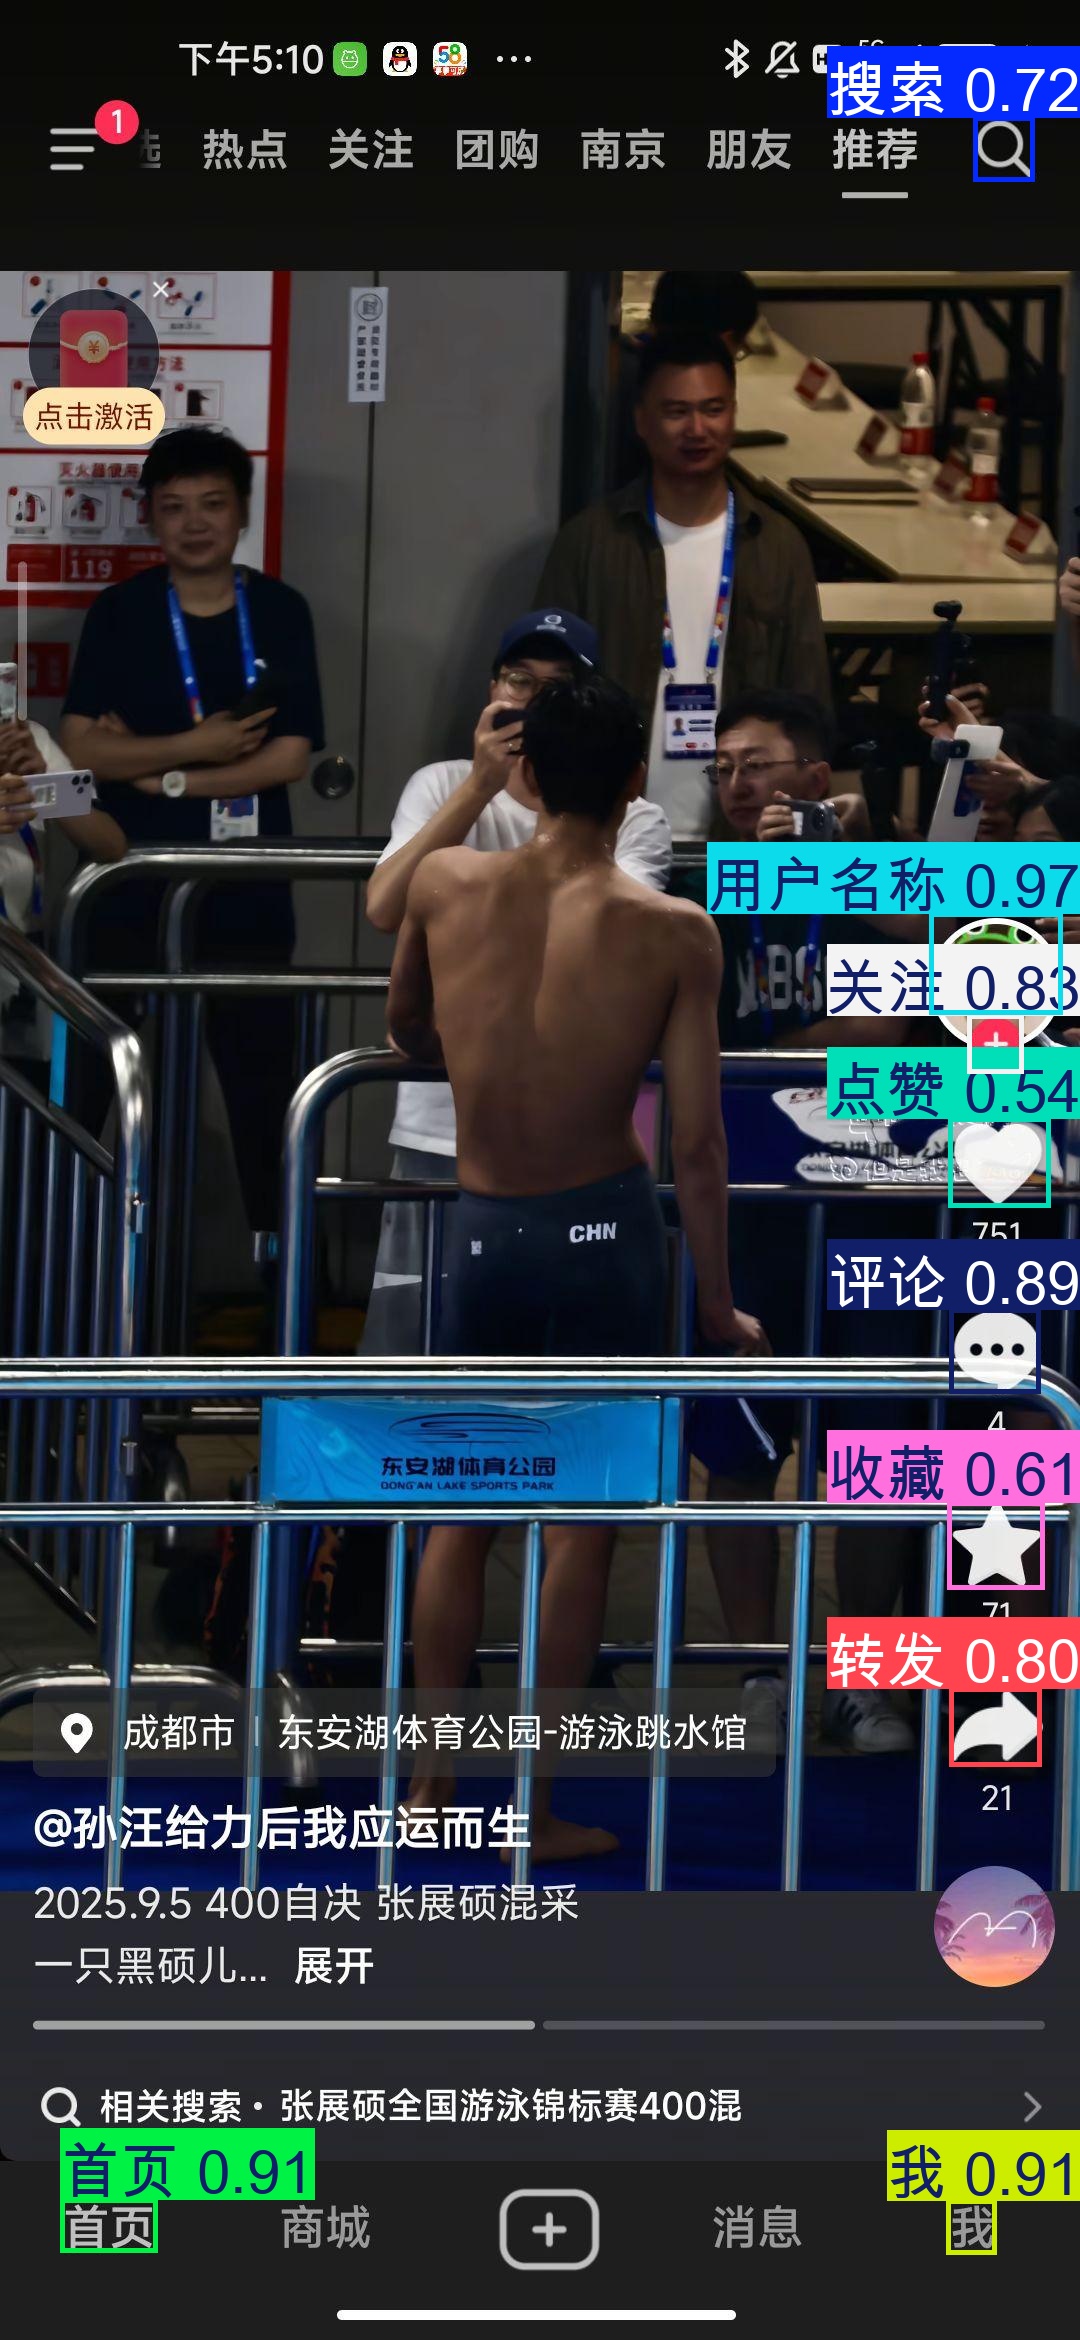 下午5:10
搜索 0.72
1
热点 关注 团购 南京 朋友 推荐
点击激活
119
用户名称 0.97
关注 0.83
点赞 0.54
CHN
751
评论 0.89
4
东安湖体育公园
DONG'AN LAKE SPORTS PARK
收藏 0.61
71
转发 0.80
成都市 | 东安湖体育公园-游泳跳水馆
21
@孙汪给力后我应运而生
2025.9.5 400自决 张展硕混采
一只黑硕儿... 展开
相关搜索 · 张展硕全国游泳锦标赛400混
首页 0.91
我 0.91
首页 商城 消息 我